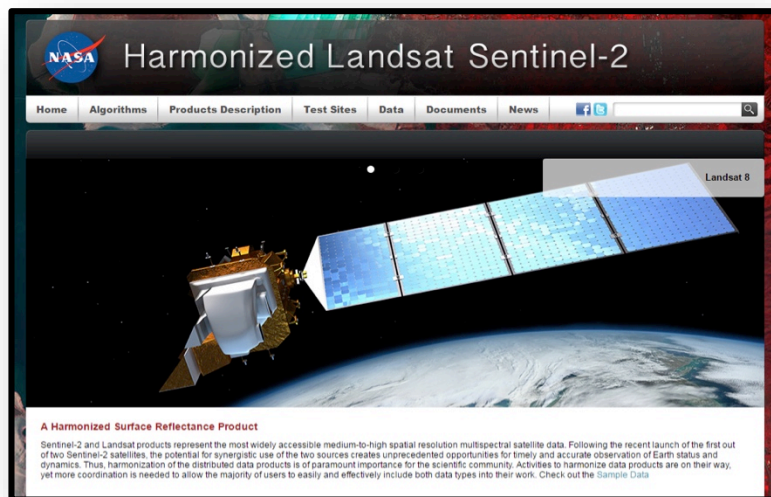 NASA
Harmonized Landsat Sentinel-2
Home Algorithms Products Description Test Sites Data Documents News
Landsat 8
A Harmonized Surface Reflectance Product
Sentinel-2 and Landsat products represent the most widely accessible medium-to-high spatial resolution multispectral satellite data. Following the recent launch of the first out
of two Sentinel-2 satellites, the potential for synergistic use of the two sources creates unprecedented opportunities for timely and accurate observation of Earth status and
dynamics. Thus, harmonization of the distributed data products is of paramount importance for the scientific community. Activities to harmonize data products are on their way,
yet more coordination is needed to allow the majority of users to easily and effectively include both data types into their work. Check out the Sample Data